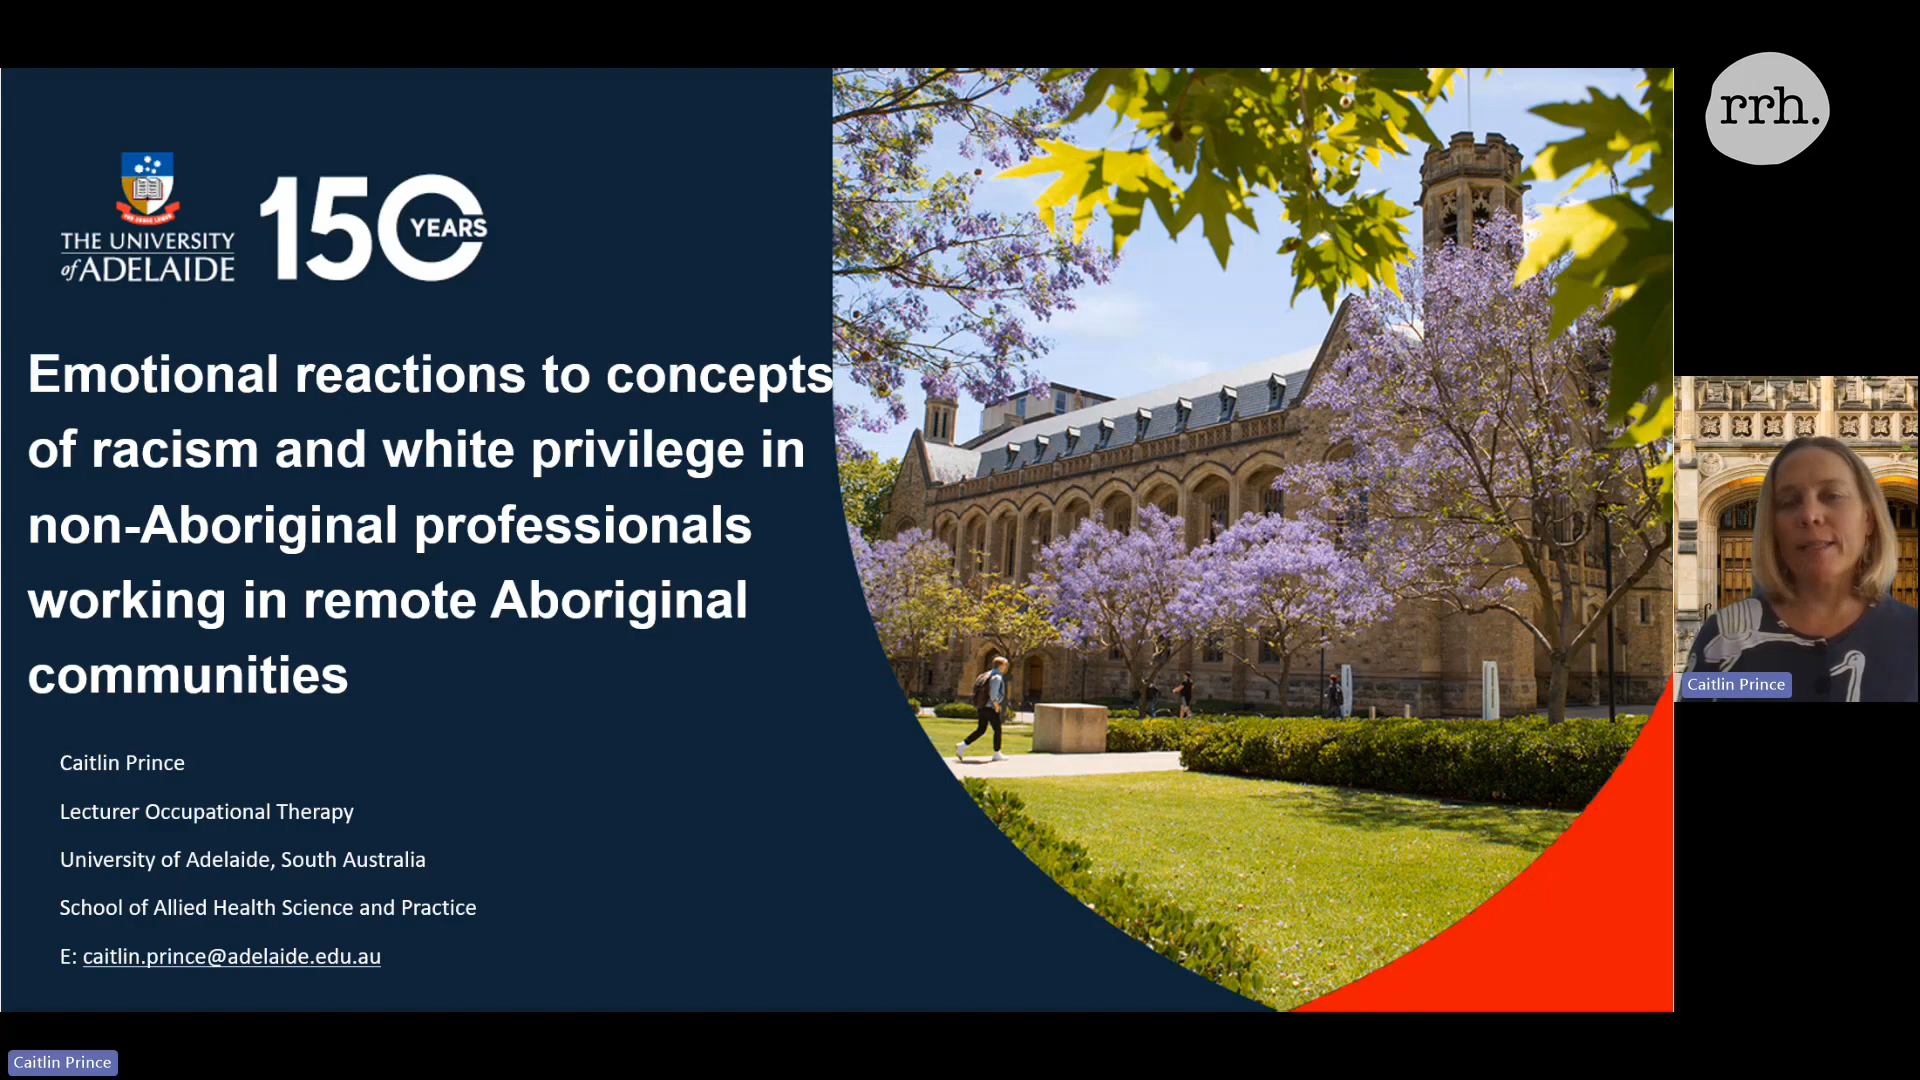 rrh.
THE UNIVERSITY
of ADELAIDE
150
YEARS
Emotional reactions to concepts
of racism and white privilege in
non-Aboriginal professionals
working in remote Aboriginal
communities
Caitlin Prince
Lecturer Occupational Therapy
University of Adelaide, South Australia
School of Allied Health Science and Practice
E: caitlin.prince@adelaide.edu.au
Caitlin Prince
Caitlin Prince